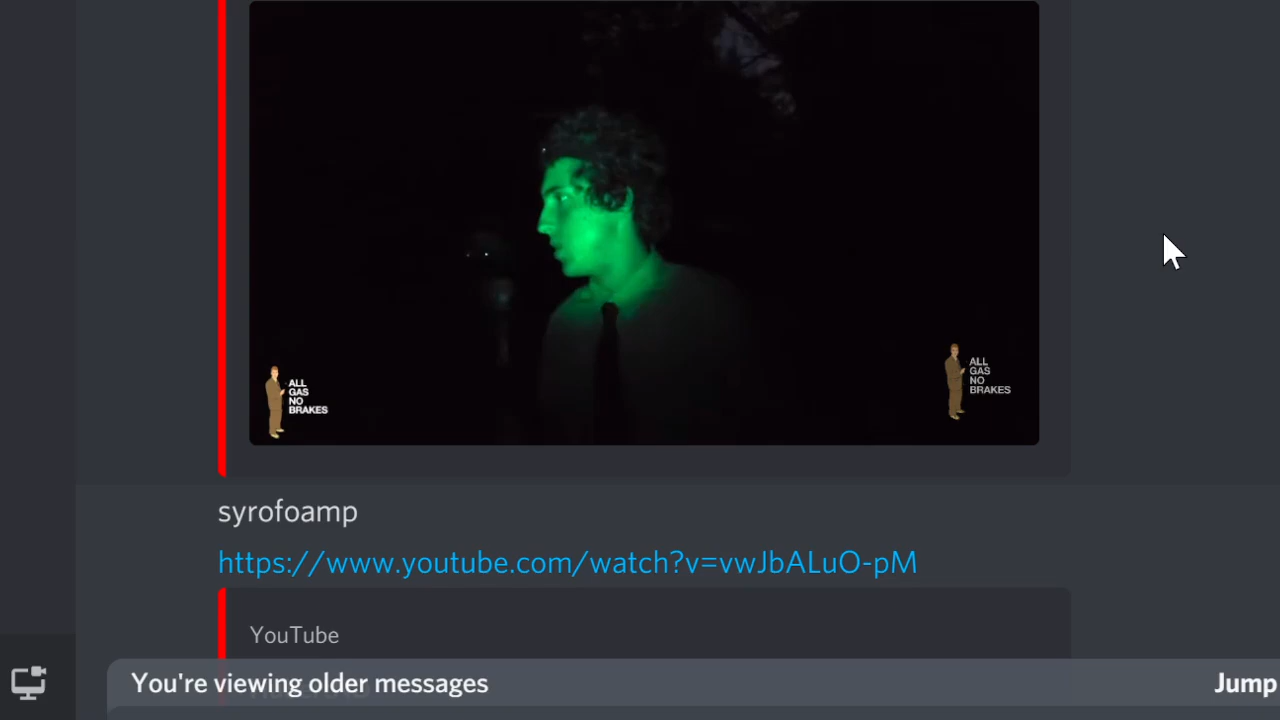 ALL
GAS
NO
BRAKES
ALL
GAS
NO
BRAKES
syrofoamp
https://www.youtube.com/watch?v=vwJbALuO-pM
YouTube
You're viewing older messages
Jump